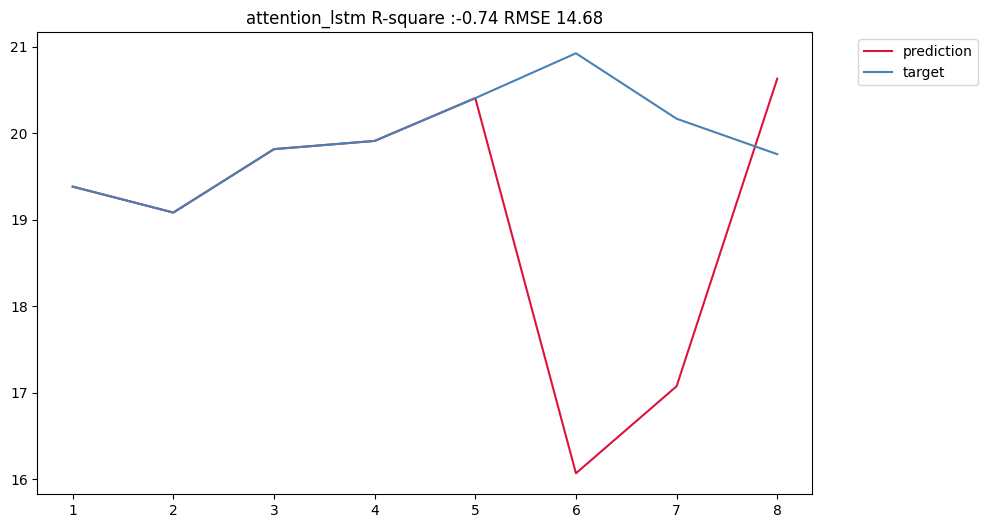 attention_lstm R-square :-0.74 RMSE 14.68
prediction
target
21
20
19
18
17
16
1 2 3 4 5 6 7 8